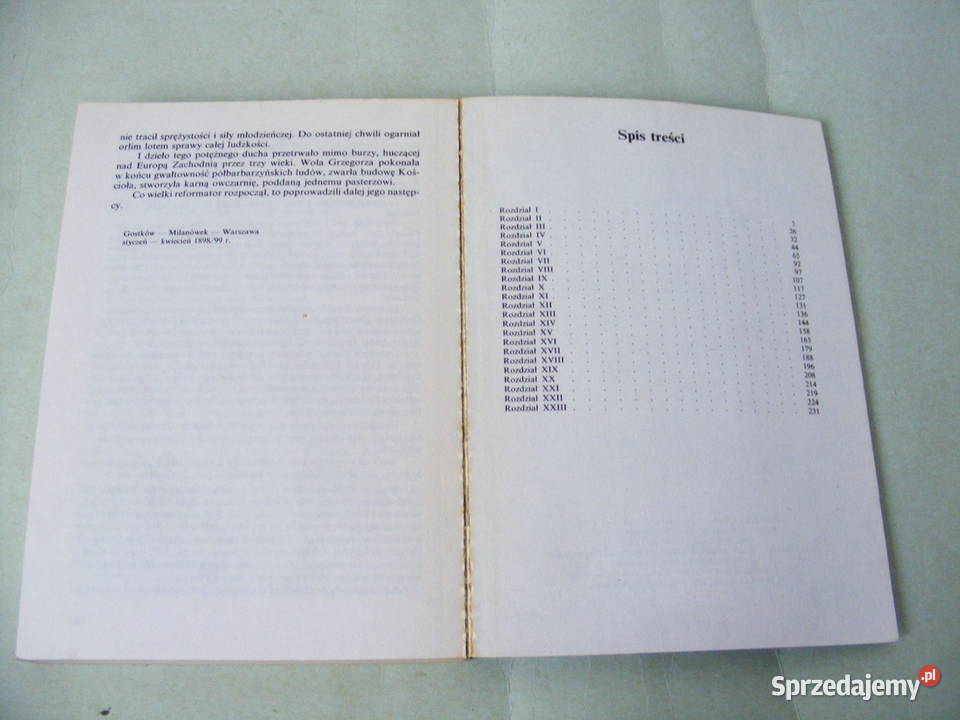 nie tracił sprężystości i siły młodzieńczej. Do ostatniej chwili ogarniał
orlim lotem sprawy całej ludzkości.
I dzieło tego potężnego ducha przetrwało mimo burzy, huczącej
nad Europą Zachodnią przez trzy wieki. Wola Grzegorza pokonała
w końcu gwałtowność półbarbarzyńskich ludów, zwarła budowę Koś-
cioła, stworzyła karną owczarnię, poddaną jednemu pasterzowi.
Co wielki reformator rozpoczął, to poprowadzili dalej jego następ-
cy.
Gostków — Milanówek — Warszawa
styczeń — kwiecień 1898/99 r.
Spis treści
Rozdział I 5
Rozdział II 26
Rozdział III 32
Rozdział IV 44
Rozdział V 65
Rozdział VI 92
Rozdział VII 97
Rozdział VIII 107
Rozdział IX 117
Rozdział X 127
Rozdział XI 131
Rozdział XII 136
Rozdział XIII 144
Rozdział XIV 158
Rozdział XV 165
Rozdział XVI 179
Rozdział XVII 188
Rozdział XVIII 196
Rozdział XIX 208
Rozdział XX 214
Rozdział XXI 219
Rozdział XXII 224
Rozdział XXIII 231
Sprzedajemy.pl